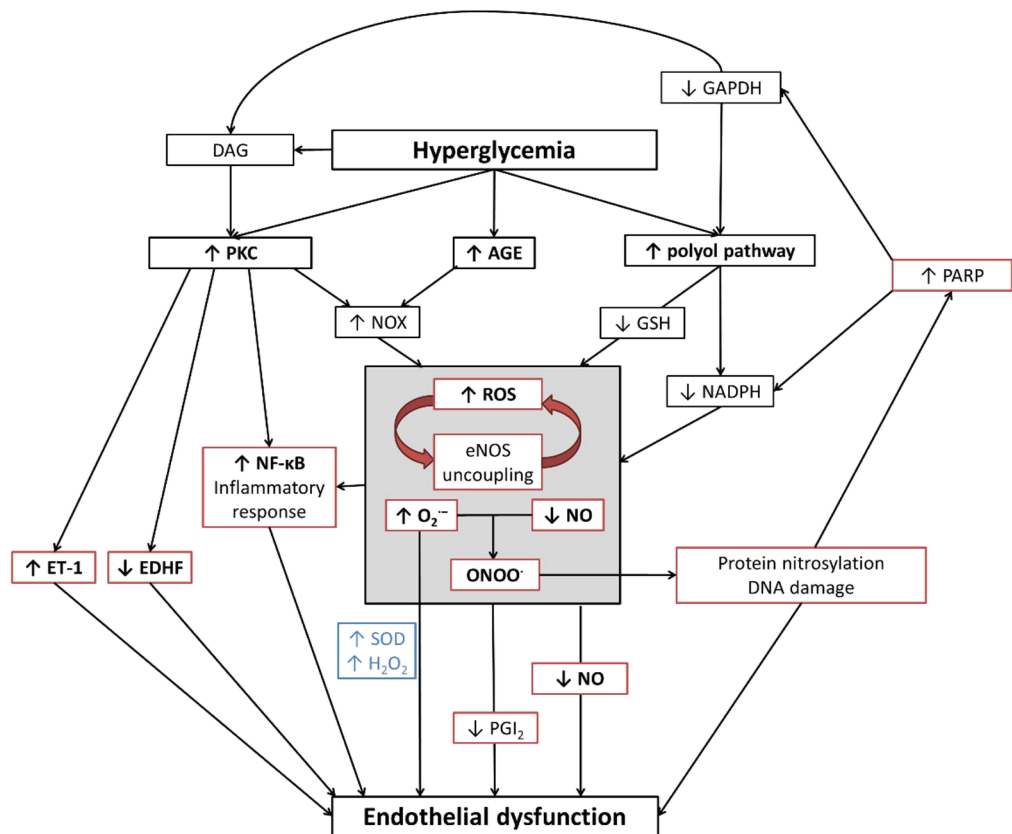 ↓ GAPDH
DAG
Hyperglycemia
↑ PKC
↑ AGE
↑ polyol pathway
↑ PARP
↑ NOX
↓ GSH
↑ ROS
↓ NADPH
eNOS
uncoupling
↑ NF-κB
Inflammatory
response
↑ O₂·−
↓ NO
↑ ET-1
↓ EDHF
ONOO·
Protein nitrosylation
DNA damage
↑ SOD
↑ H₂O₂
↓ NO
↓ PGI₂
Endothelial dysfunction